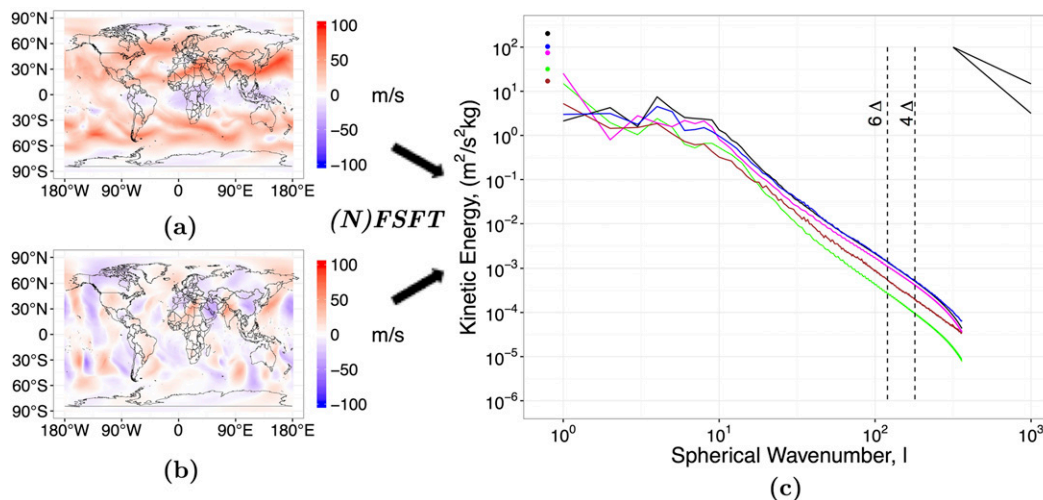 90°N
60°N
30°N
0
30°S
60°S
90°S
180°W 90°W 0 90°E 180°E
100
50
0
−50
−100
m/s
(a)
(N)FSFT
90°N
60°N
30°N
0
30°S
60°S
90°S
180°W 90°W 0 90°E 180°E
100
50
0
−50
−100
m/s
(b)
Kinetic Energy, (m²/s²kg)
10²
10¹
10⁰
10⁻¹
10⁻²
10⁻³
10⁻⁴
10⁻⁵
10⁻⁶
6 Δ
4 Δ
10⁰ 10¹ 10² 10³
Spherical Wavenumber, l
(c)